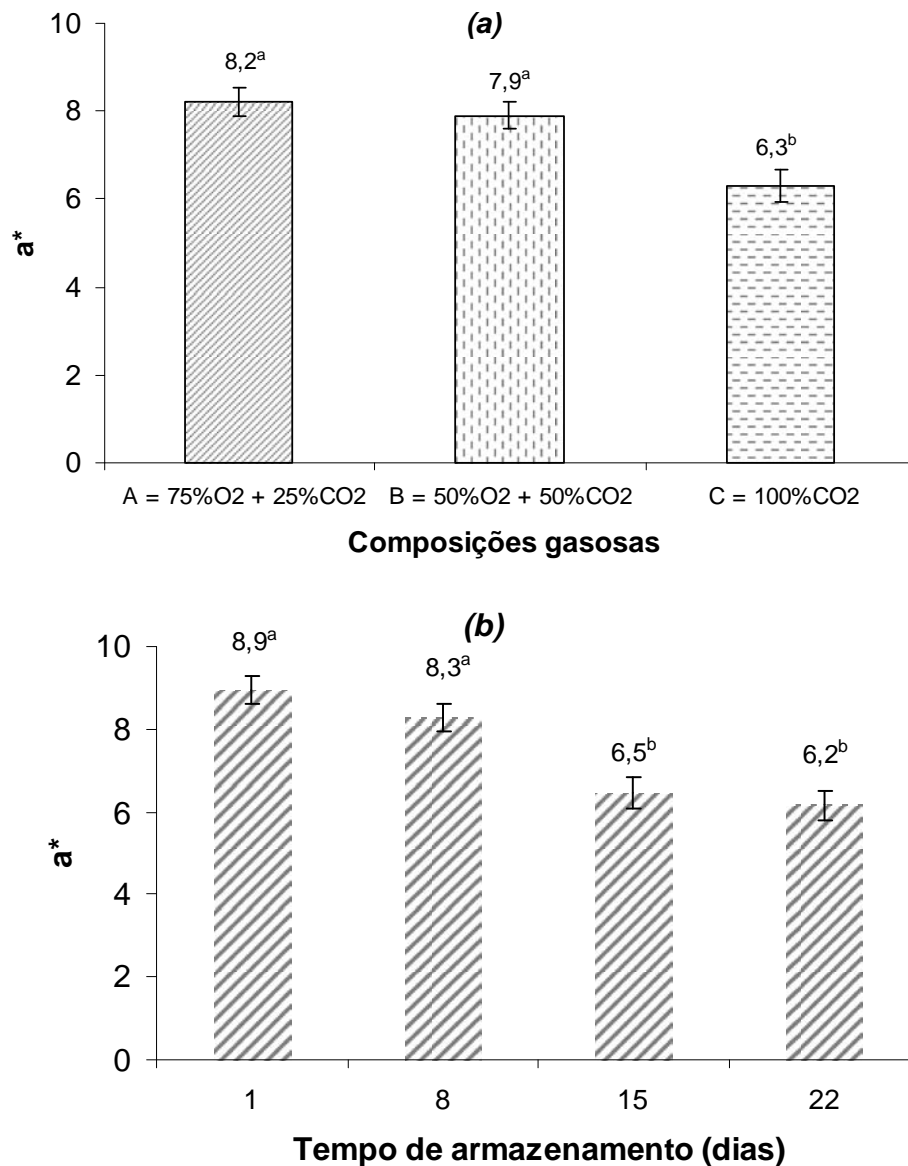 (a)
10
8
6
4
2
0
a*
8,2ᵃ
7,9ᵃ
6,3ᵇ
A = 75%O2 + 25%CO2
B = 50%O2 + 50%CO2
C = 100%CO2
Composições gasosas
(b)
10
8
6
4
2
0
a*
8,9ᵃ
8,3ᵃ
6,5ᵇ
6,2ᵇ
1
8
15
22
Tempo de armazenamento (dias)